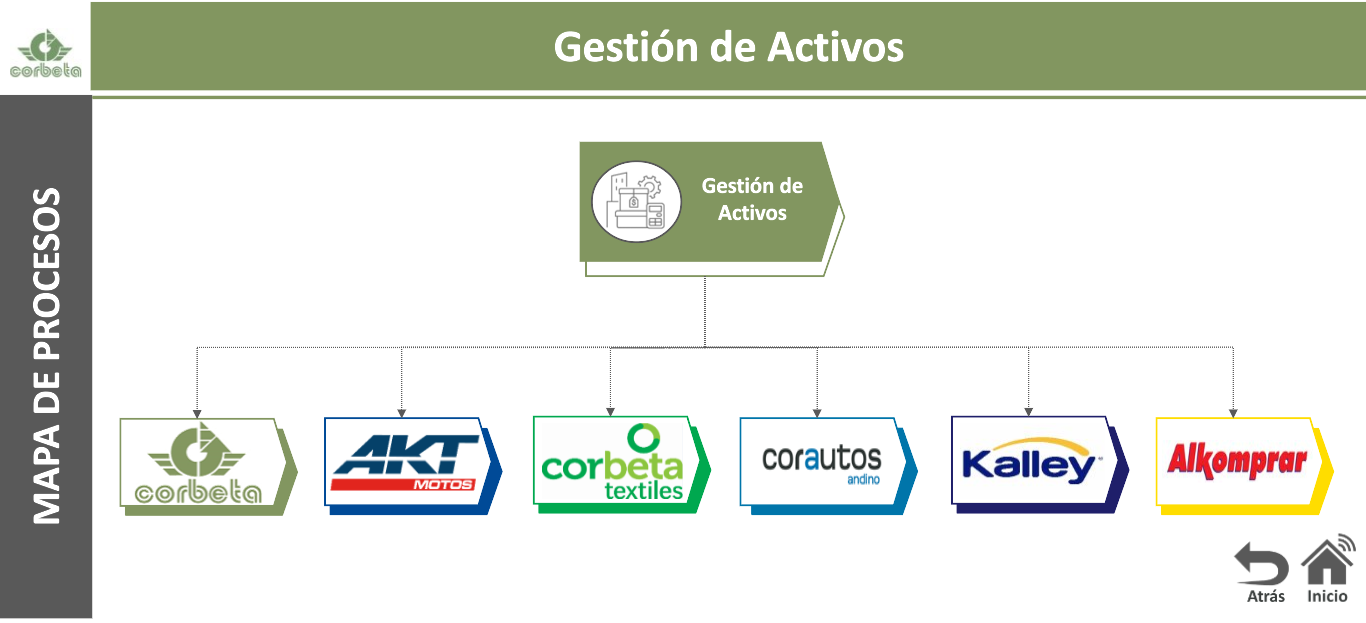 corbeta
Gestión de Activos
MAPA DE PROCESOS
Gestión de
Activos
corbeta
AKT
MOTOS
corbeta
textiles
corautos
andino
Kalley
Alkomprar
Atrás
Inicio